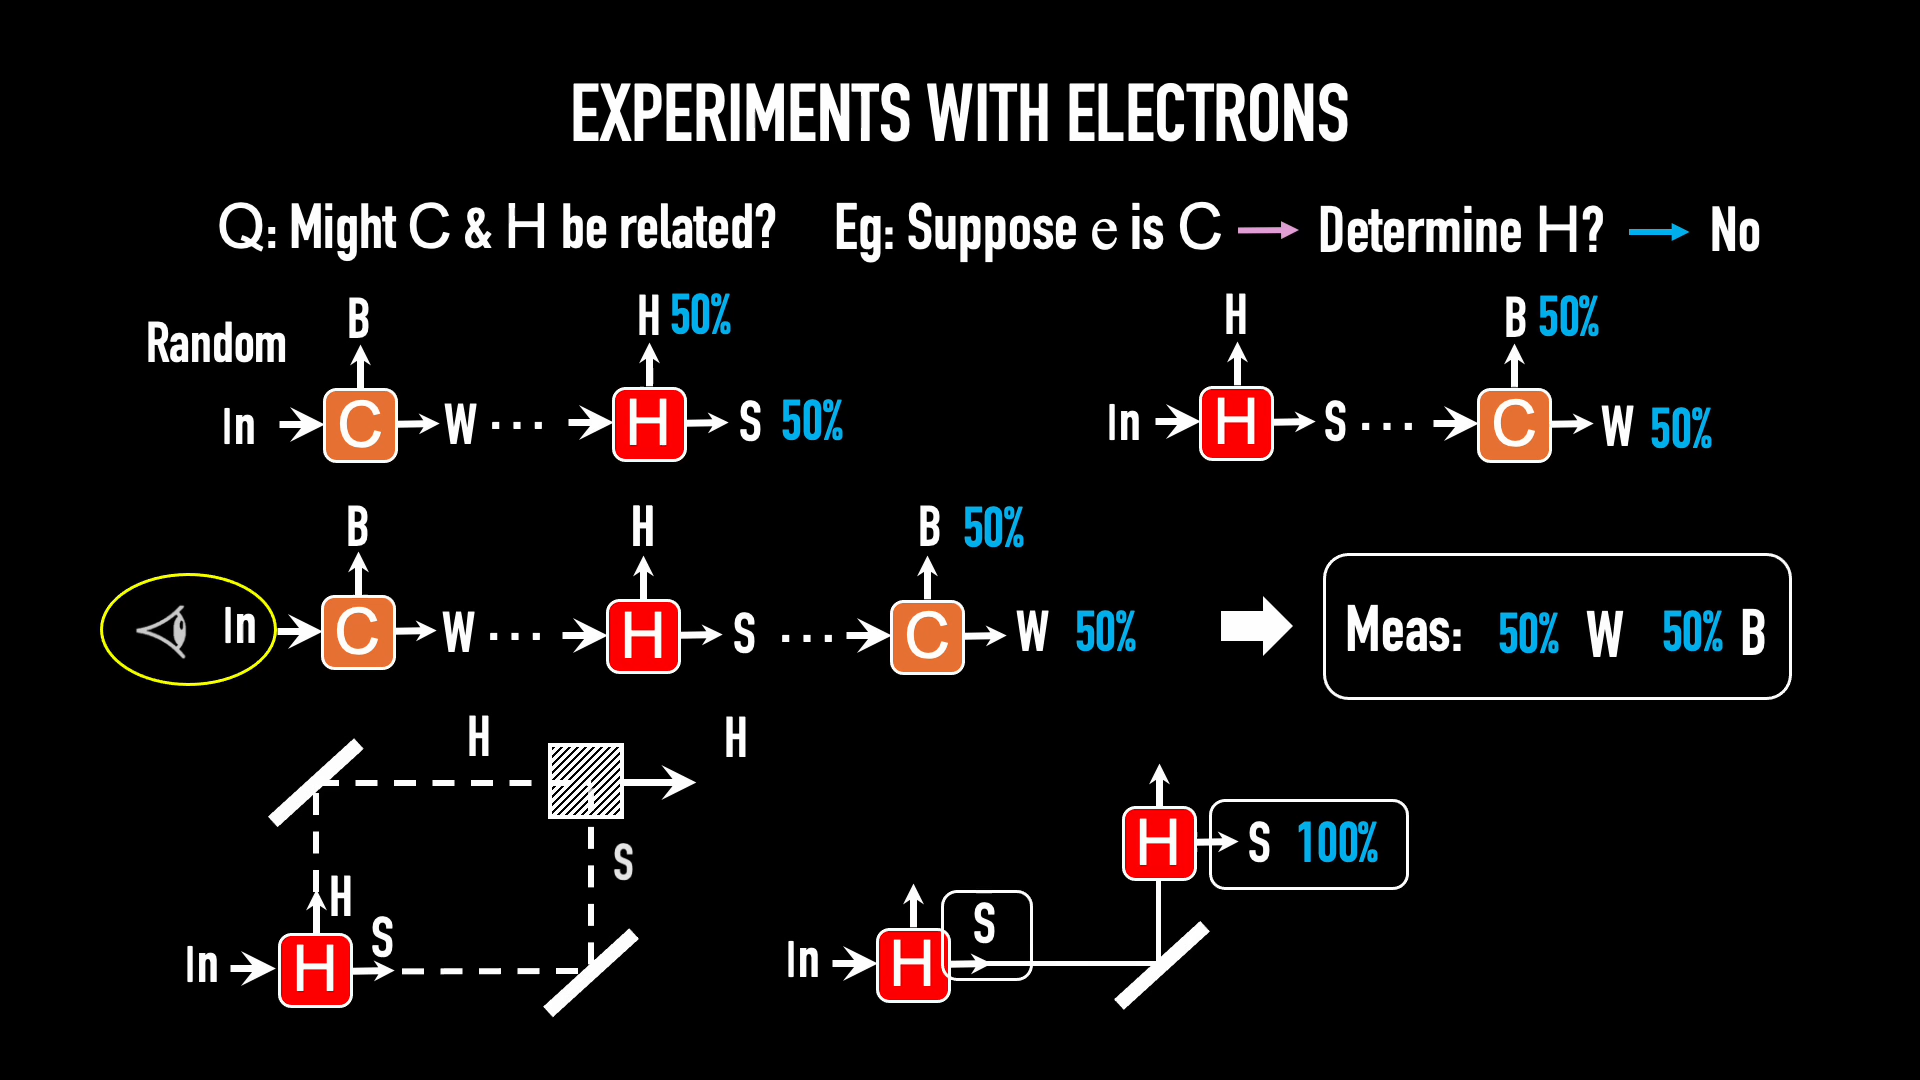 EXPERIMENTS WITH ELECTRONS
Q: Might C & H be related? Eg: Suppose e is C Determine H? No
B H 50% H B 50%
Random
In C W ... H S 50% In H S ... C W 50%
B H B 50%
In C W ... H S ... C W 50% Meas: 50% W 50% B
H H
S
H
S
In H
H S 100%
S
In H